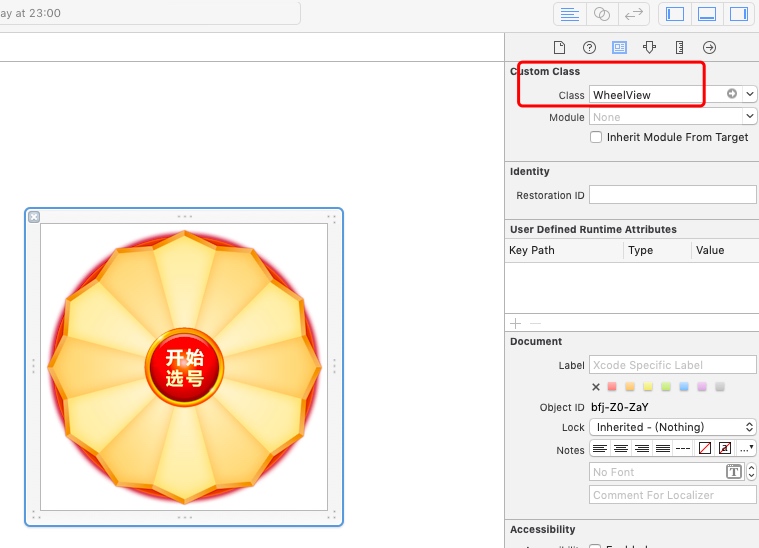 ay at 23:00
Custom Class
Class WheelView
Module None
Inherit Module From Target
Identity
Restoration ID
User Defined Runtime Attributes
Key Path Type Value
Document
Label Xcode Specific Label
Object ID bfj-Z0-ZaY
Lock Inherited - (Nothing)
Notes
No Font T
Comment For Localizer
Accessibility
开始
选号